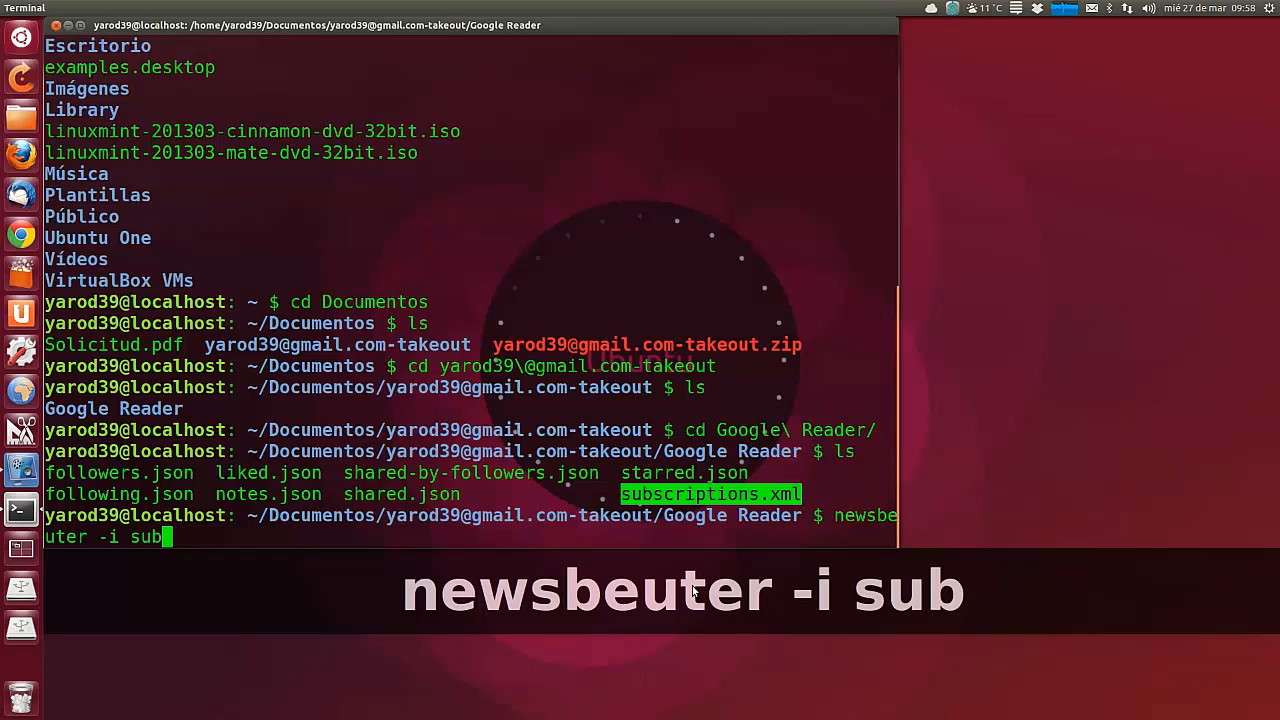 Terminal
11 °C
mié 27 de mar 09:58
yarod39@localhost: /home/yarod39/Documentos/yarod39@gmail.com-takeout/Google Reader
Escritorio
examples.desktop
Imágenes
Library
linuxmint-201303-cinnamon-dvd-32bit.iso
linuxmint-201303-mate-dvd-32bit.iso
Música
Plantillas
Público
Ubuntu One
Vídeos
VirtualBox VMs
yarod39@localhost: ~ $ cd Documentos
yarod39@localhost: ~/Documentos $ ls
Solicitud.pdf yarod39@gmail.com-takeout yarod39@gmail.com-takeout.zip
yarod39@localhost: ~/Documentos $ cd yarod39\@gmail.com-takeout
yarod39@localhost: ~/Documentos/yarod39@gmail.com-takeout $ ls
Google Reader
yarod39@localhost: ~/Documentos/yarod39@gmail.com-takeout $ cd Google\ Reader/
yarod39@localhost: ~/Documentos/yarod39@gmail.com-takeout/Google Reader $ ls
followers.json liked.json shared-by-followers.json starred.json
following.json notes.json shared.json subscriptions.xml
yarod39@localhost: ~/Documentos/yarod39@gmail.com-takeout/Google Reader $ newsbe
uter -i sub
Ubuntu
newsbeuter -i sub